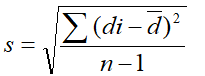 s = √(∑(di − d̅)² / (n − 1))